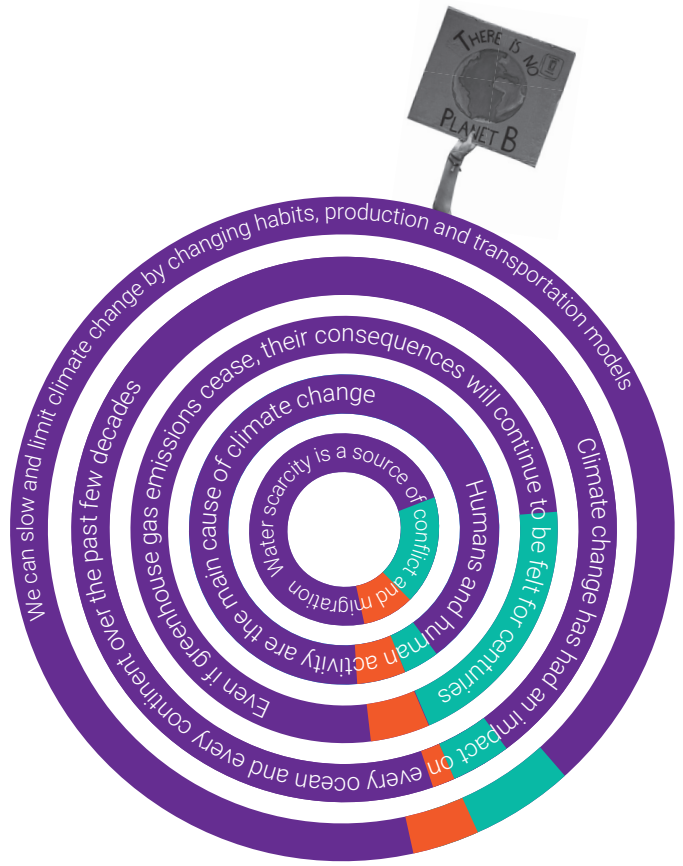 THERE IS NO
PLANET B
We can slow and limit climate change by changing habits, production and transportation models
Climate change has had an impact on every ocean and every continent over the past few decades
Even if greenhouse gas emissions cease, their consequences will continue to be felt for centuries
Humans and human activity are the main cause of climate change
Water scarcity is a source of conflict and migration